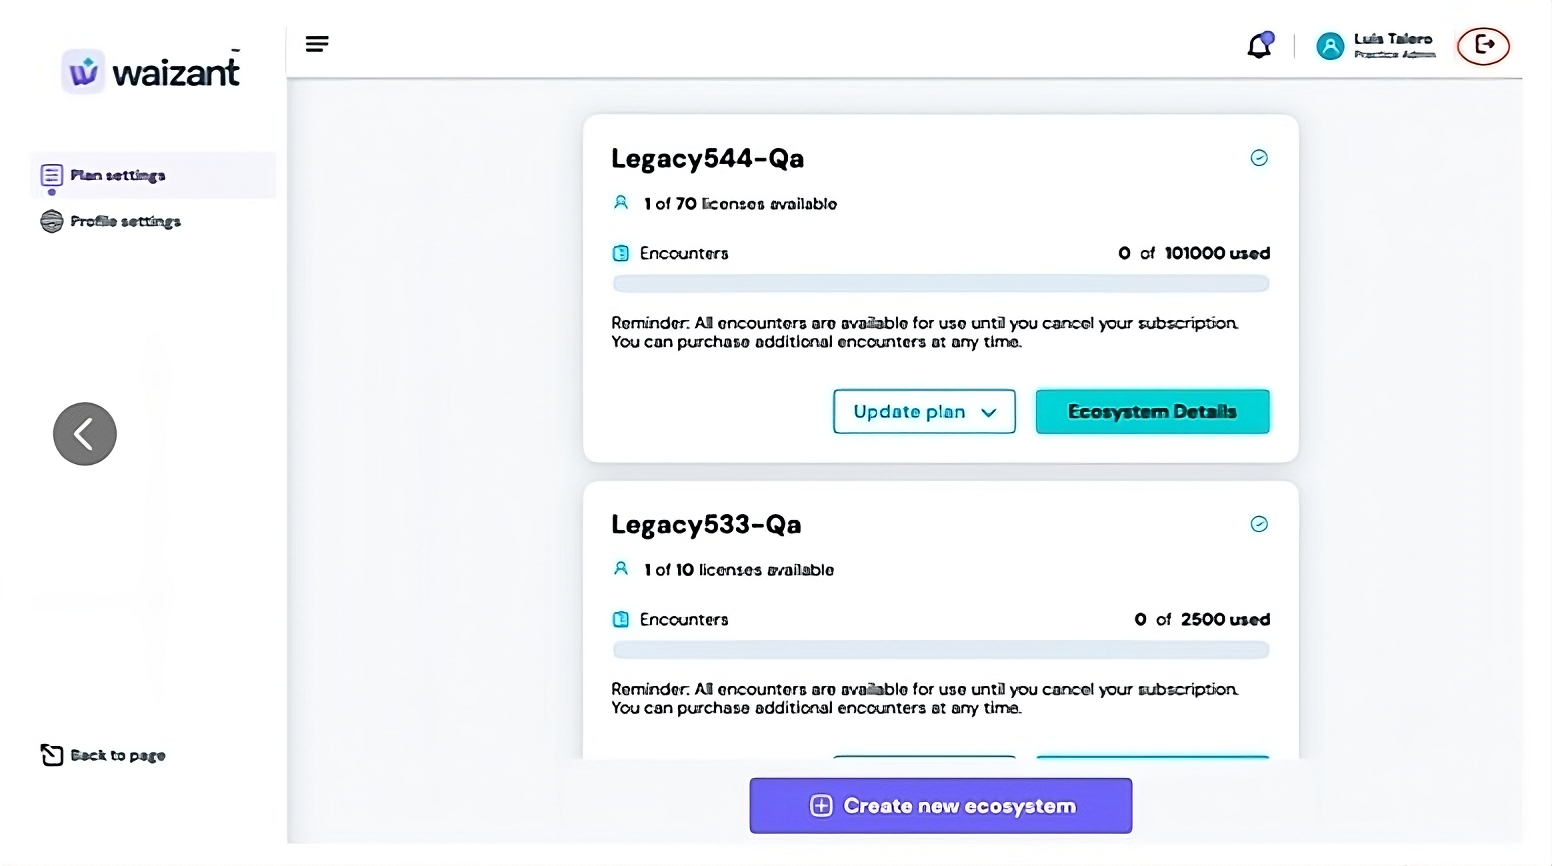 waizant
Luis Talero
Practice Admin
Plan settings
Profile settings
Legacy544-Qa
1 of 70 licenses available
Encounters
0 of 101000 used
Reminder: All encounters are available for use until you cancel your subscription.
You can purchase additional encounters at any time.
Update plan
Ecosystem Details
Legacy533-Qa
1 of 10 licenses available
Encounters
0 of 2500 used
Reminder: All encounters are available for use until you cancel your subscription.
You can purchase additional encounters at any time.
Back to page
Create new ecosystem